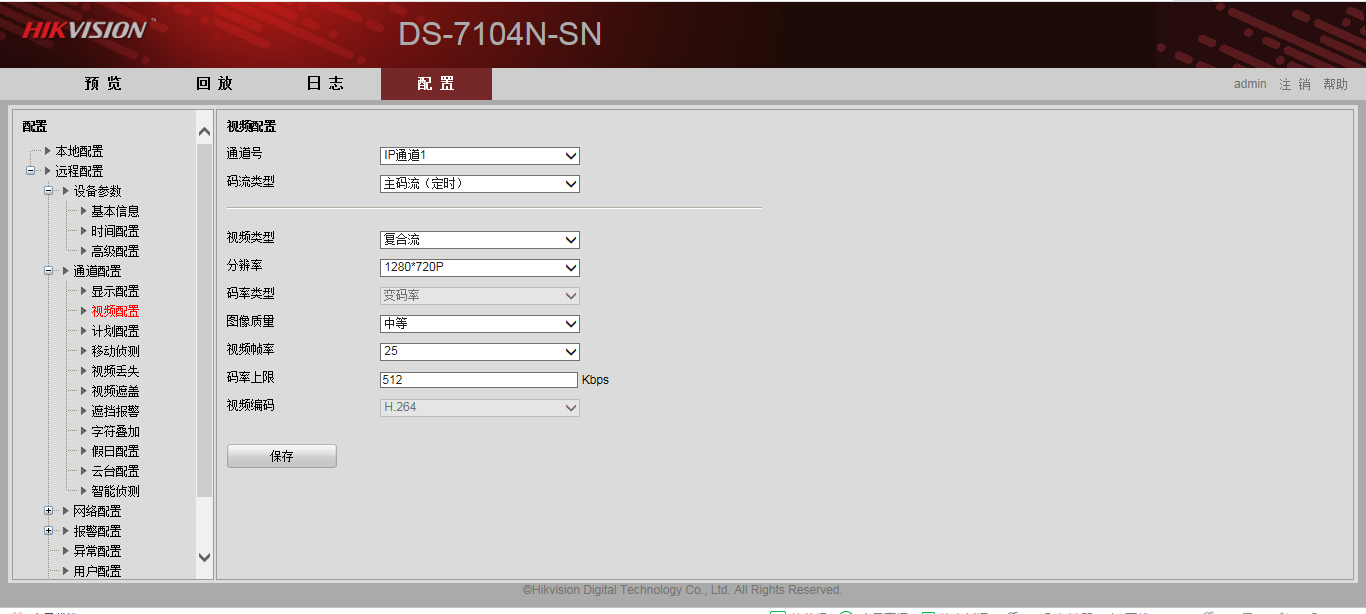 HIKVISION™
DS-7104N-SN
预 览 回 放 日 志 配 置 admin 注 销 帮助
配置
本地配置
远程配置
设备参数
基本信息
时间配置
高级配置
通道配置
显示配置
视频配置
计划配置
移动侦测
视频丢失
视频遮盖
遮挡报警
字符叠加
假日配置
云台配置
智能侦测
网络配置
报警配置
异常配置
用户配置
视频配置
通道号 IP通道1
码流类型 主码流（定时）
视频类型 复合流
分辨率 1280*720P
码率类型 变码率
图像质量 中等
视频帧率 25
码率上限 512 Kbps
视频编码 H.264
保存
©Hikvision Digital Technology Co., Ltd. All Rights Reserved.